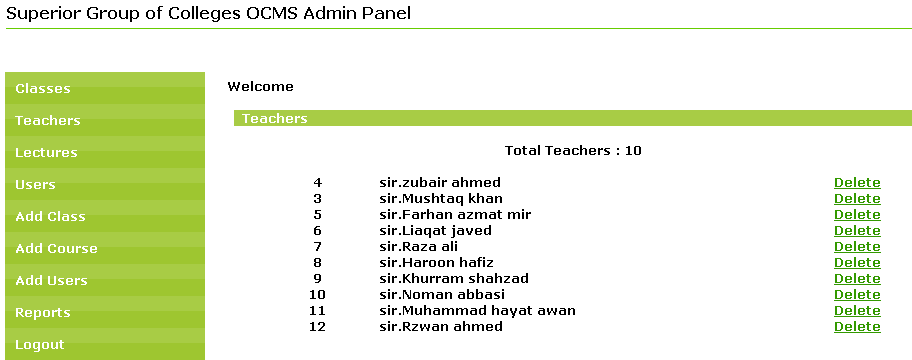 Superior Group of Colleges OCMS Admin Panel
Classes
Teachers
Lectures
Users
Add Class
Add Course
Add Users
Reports
Logout
Welcome
Teachers
Total Teachers : 10
4 sir.zubair ahmed Delete
3 sir.Mushtaq khan Delete
5 sir.Farhan azmat mir Delete
6 sir.Liaqat javed Delete
7 sir.Raza ali Delete
8 sir.Haroon hafiz Delete
9 sir.Khurram shahzad Delete
10 sir.Noman abbasi Delete
11 sir.Muhammad hayat awan Delete
12 sir.Rzwan ahmed Delete